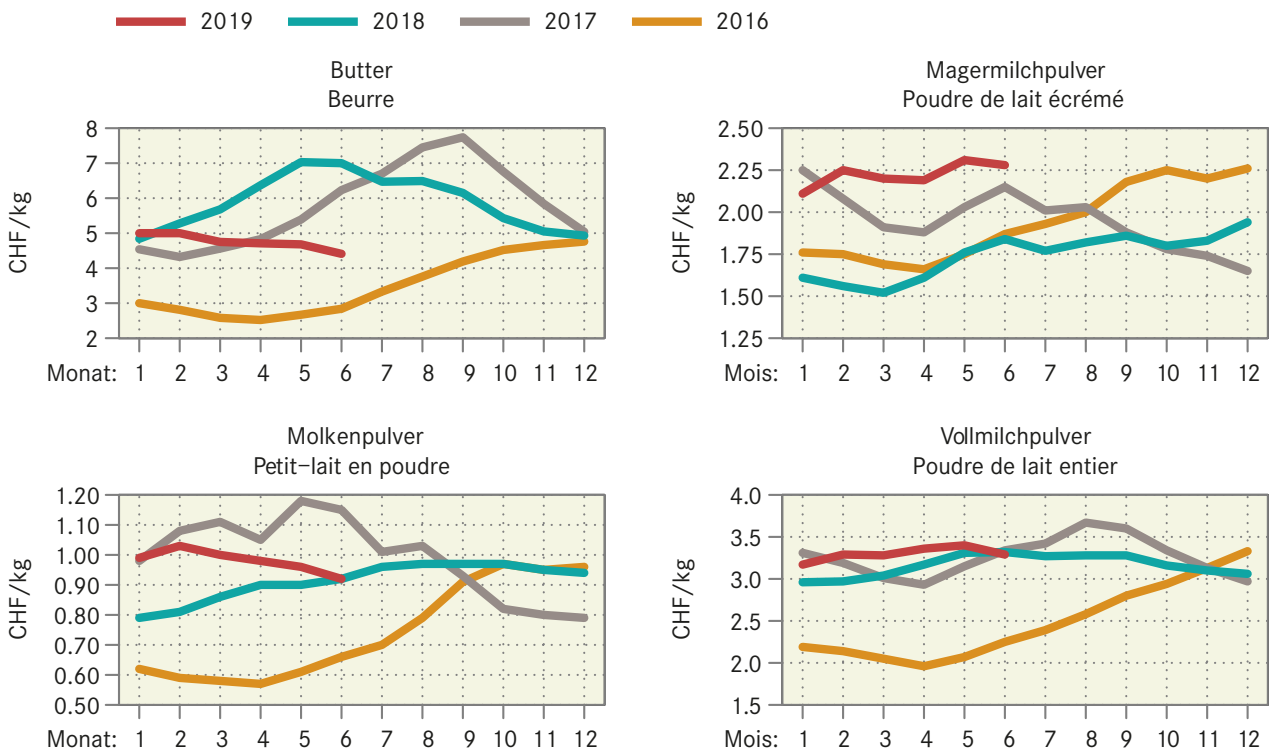 2019 2018 2017 2016
Butter
Beurre
CHF/kg
8
7
6
5
4
3
2
Monat: 1 2 3 4 5 6 7 8 9 10 11 12
Magermilchpulver
Poudre de lait écrémé
CHF/kg
2.50
2.25
2.00
1.75
1.50
1.25
Mois: 1 2 3 4 5 6 7 8 9 10 11 12
Molkenpulver
Petit-lait en poudre
CHF/kg
1.20
1.10
1.00
0.90
0.80
0.70
0.60
0.50
Monat: 1 2 3 4 5 6 7 8 9 10 11 12
Vollmilchpulver
Poudre de lait entier
CHF/kg
4.0
3.5
3.0
2.5
2.0
1.5
Mois: 1 2 3 4 5 6 7 8 9 10 11 12